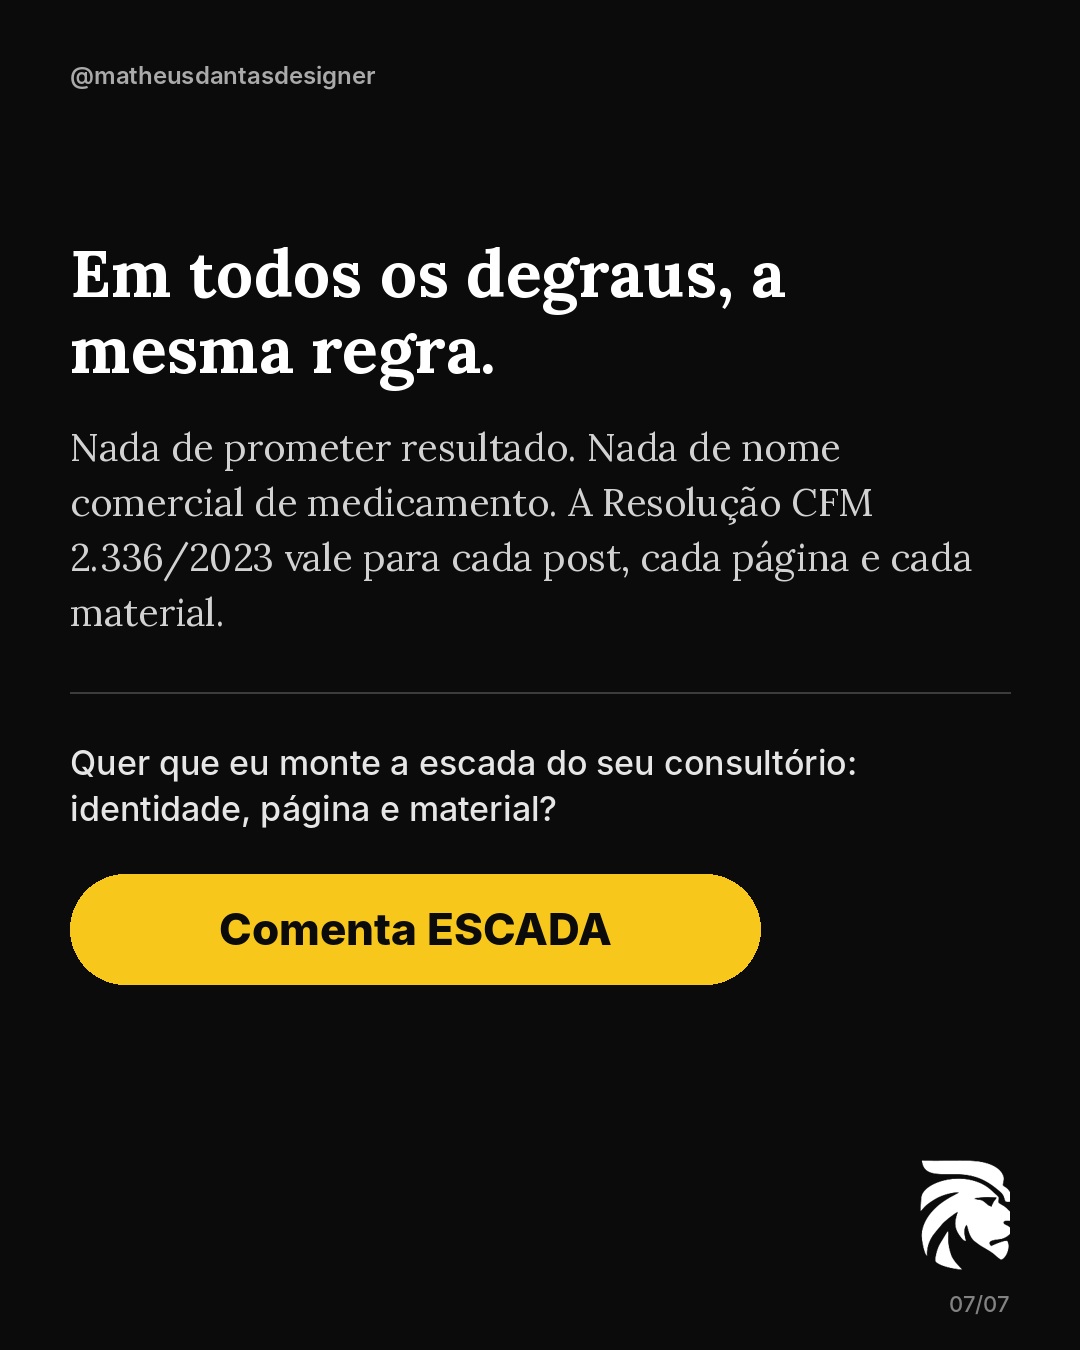 @matheusdantasdesigner
Em todos os degraus, a
mesma regra.
Nada de prometer resultado. Nada de nome
comercial de medicamento. A Resolução CFM
2.336/2023 vale para cada post, cada página e cada
material.
Quer que eu monte a escada do seu consultório:
identidade, página e material?
Comenta ESCADA
07/07